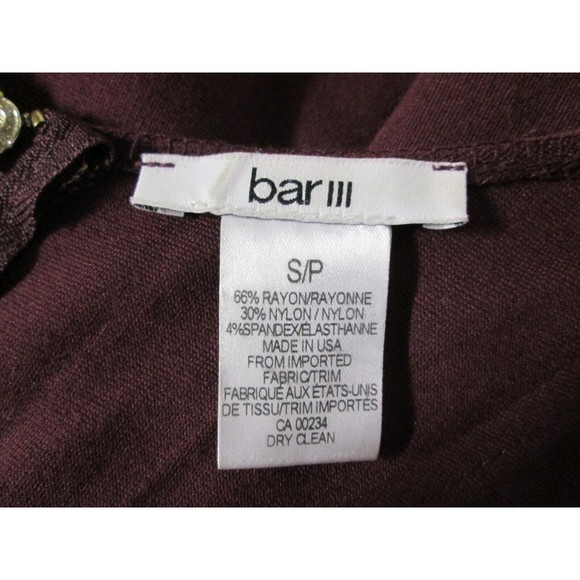 bar III
S/P
66% RAYON/RAYONNE
30% NYLON / NYLON
4%SPANDEX/ÉLASTHANNE
MADE IN USA
FROM IMPORTED
FABRIC/TRIM
FABRIQUÉ AUX ÉTATS-UNIS
DE TISSU/TRIM IMPORTÉS
CA 00234
DRY CLEAN